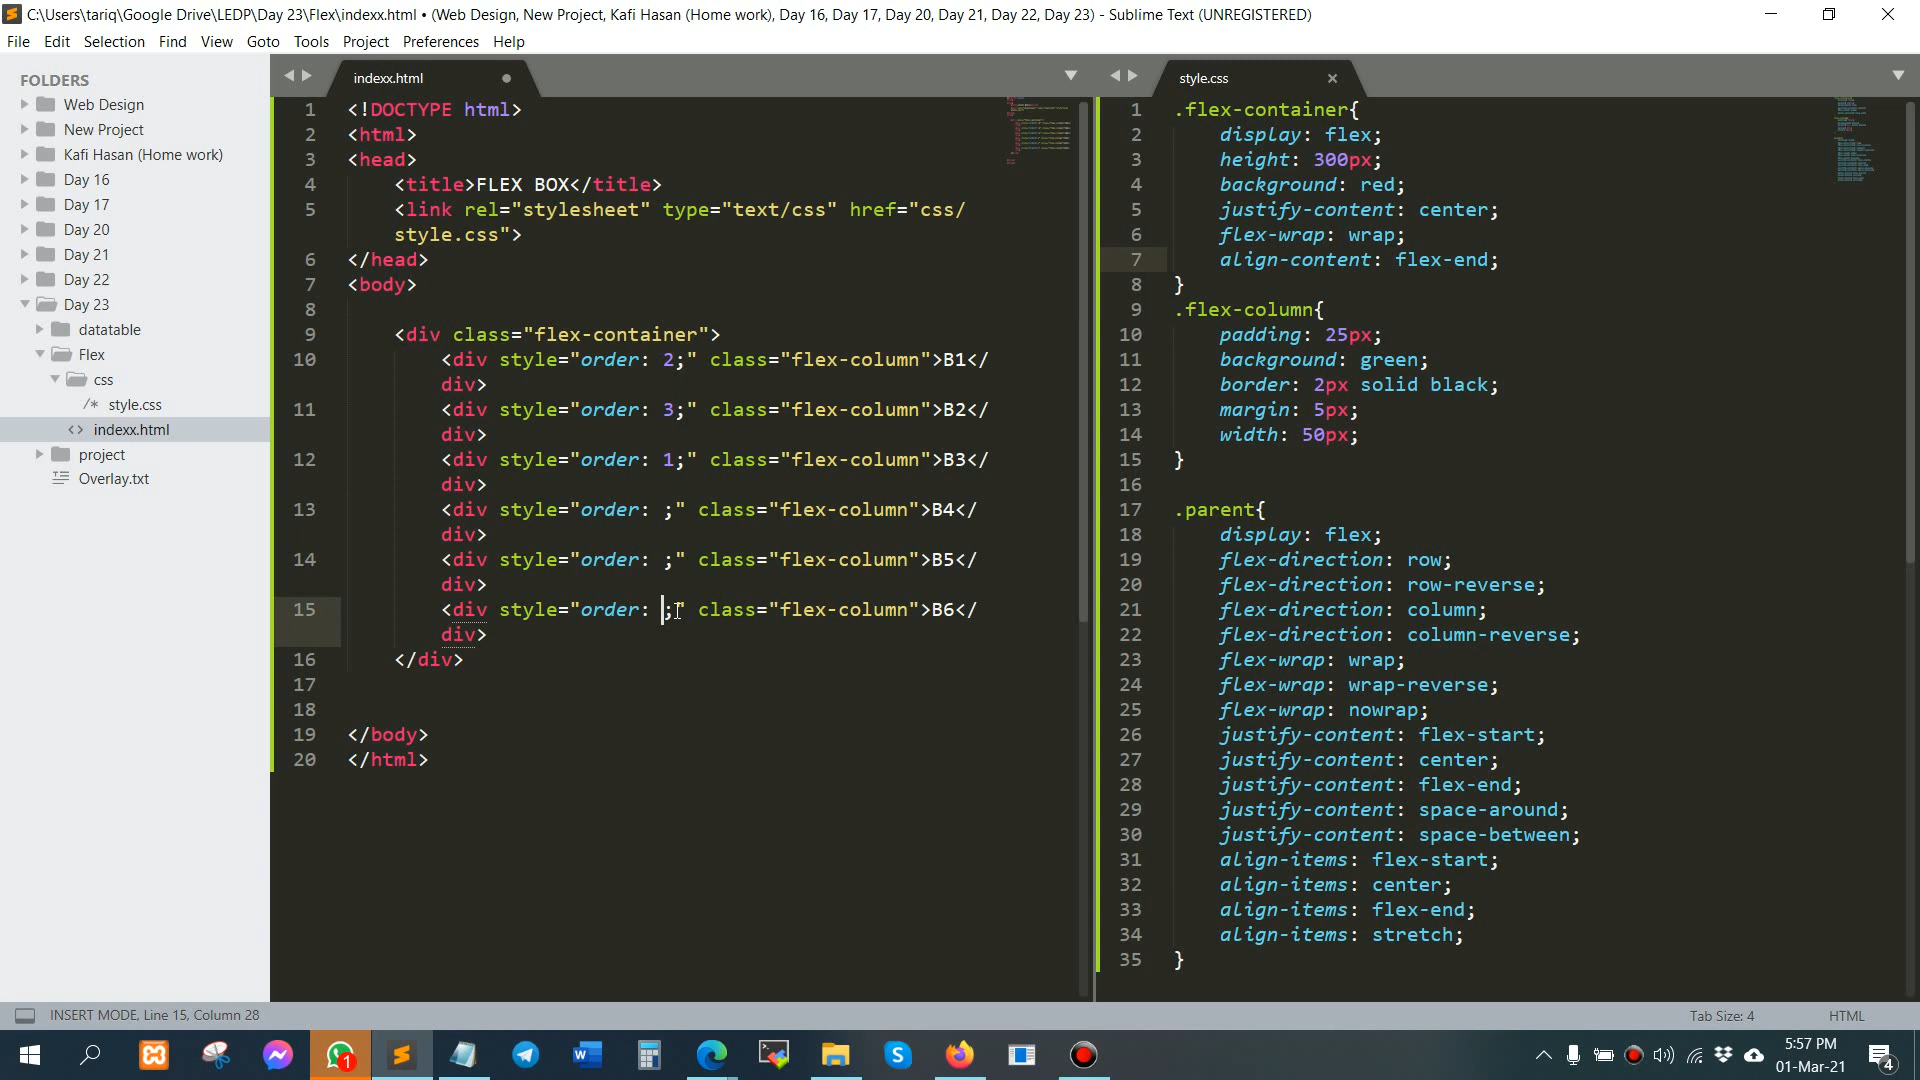 C:\Users\tariq\Google Drive\LEDP\Day 23\Flex\indexx.html • (Web Design, New Project, Kafi Hasan (Home work), Day 16, Day 17, Day 20, Day 21, Day 22, Day 23) - Sublime Text (UNREGISTERED)
File Edit Selection Find View Goto Tools Project Preferences Help
FOLDERS
Web Design
New Project
Kafi Hasan (Home work)
Day 16
Day 17
Day 20
Day 21
Day 22
Day 23
datatable
Flex
css
/* style.css
<> indexx.html
project
Overlay.txt
indexx.html
1 <!DOCTYPE html>
2 <html>
3 <head>
4 <title>FLEX BOX</title>
5 <link rel="stylesheet" type="text/css" href="css/
style.css">
6 </head>
7 <body>
8
9 <div class="flex-container">
10 <div style="order: 2;" class="flex-column">B1</
div>
11 <div style="order: 3;" class="flex-column">B2</
div>
12 <div style="order: 1;" class="flex-column">B3</
div>
13 <div style="order: ;" class="flex-column">B4</
div>
14 <div style="order: ;" class="flex-column">B5</
div>
15 <div style="order: ;" class="flex-column">B6</
div>
16 </div>
17
18
19 </body>
20 </html>
style.css
1 .flex-container{
2 display: flex;
3 height: 300px;
4 background: red;
5 justify-content: center;
6 flex-wrap: wrap;
7 align-content: flex-end;
8 }
9 .flex-column{
10 padding: 25px;
11 background: green;
12 border: 2px solid black;
13 margin: 5px;
14 width: 50px;
15 }
16
17 .parent{
18 display: flex;
19 flex-direction: row;
20 flex-direction: row-reverse;
21 flex-direction: column;
22 flex-direction: column-reverse;
23 flex-wrap: wrap;
24 flex-wrap: wrap-reverse;
25 flex-wrap: nowrap;
26 justify-content: flex-start;
27 justify-content: center;
28 justify-content: flex-end;
29 justify-content: space-around;
30 justify-content: space-between;
31 align-items: flex-start;
32 align-items: center;
33 align-items: flex-end;
34 align-items: stretch;
35 }
INSERT MODE, Line 15, Column 28
Tab Size: 4 HTML
1
5:57 PM
01-Mar-21
4